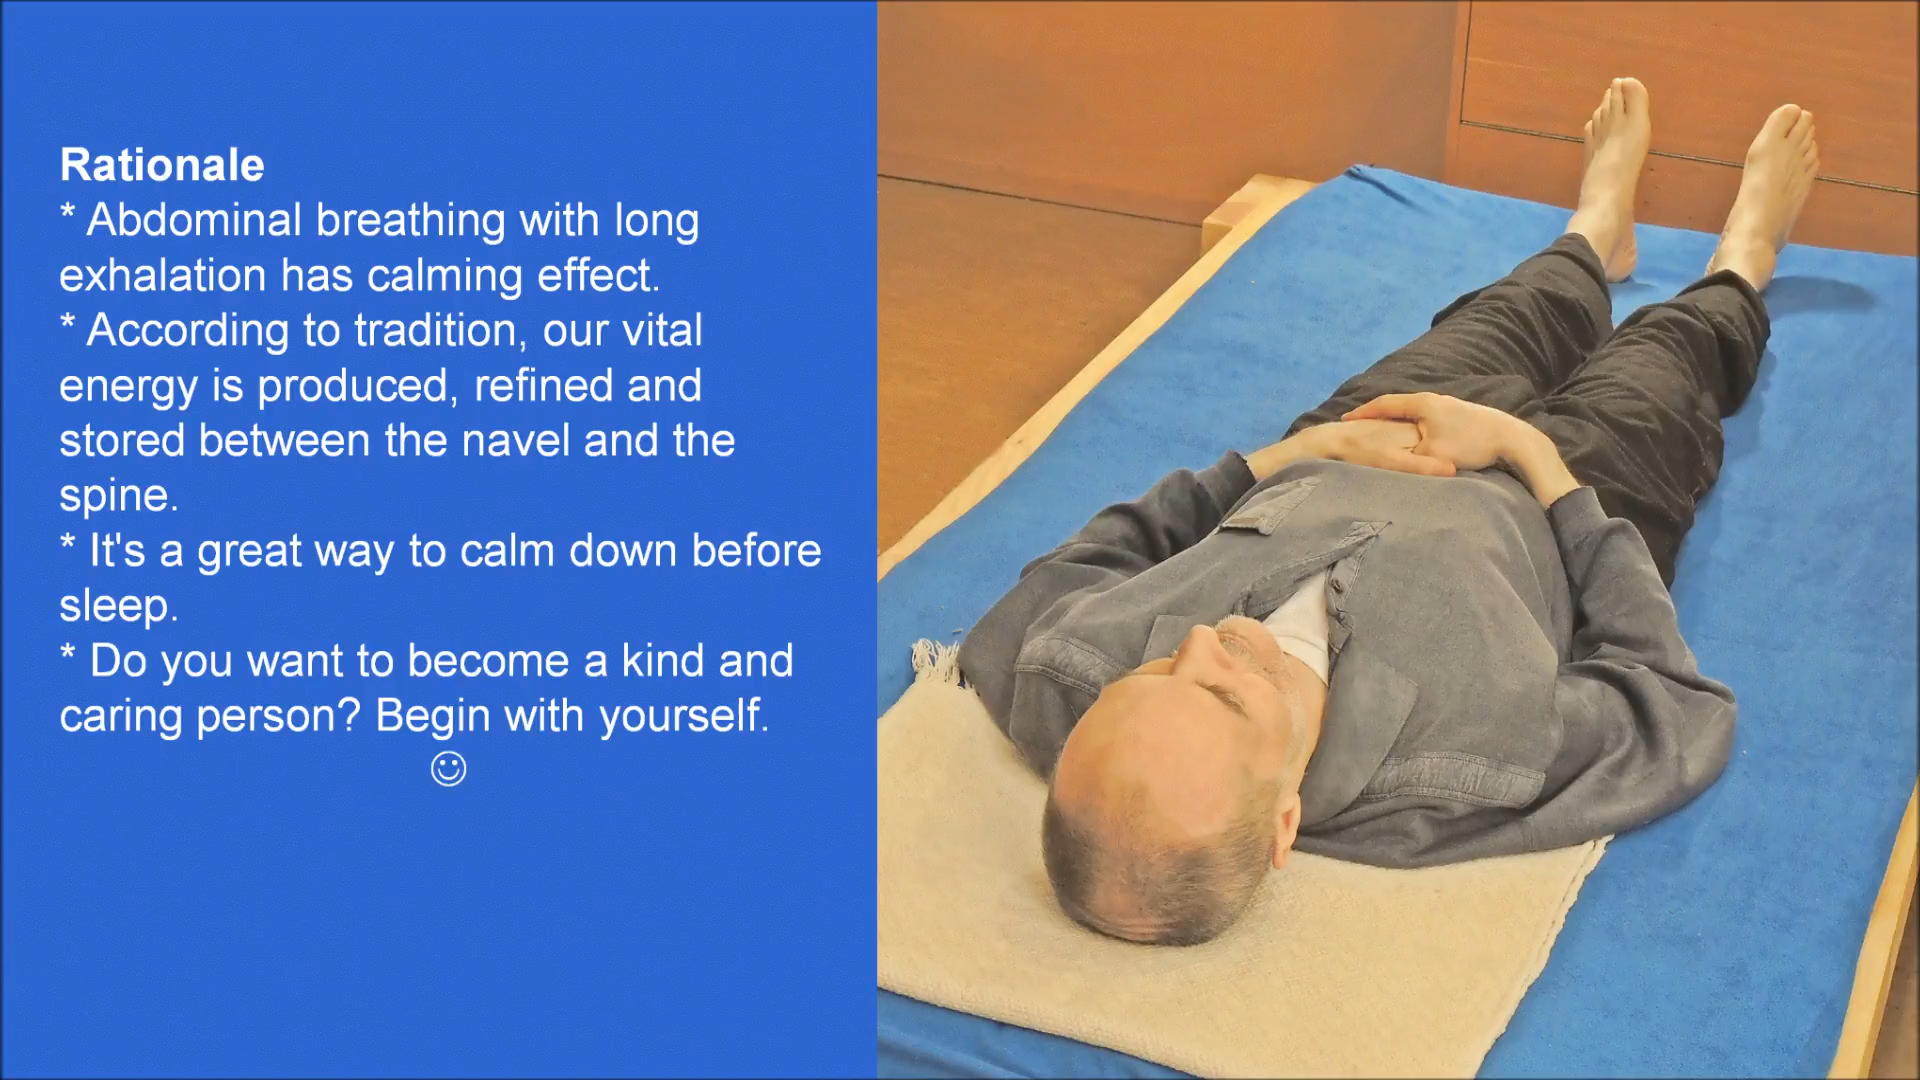 Rationale
* Abdominal breathing with long
exhalation has calming effect.
* According to tradition, our vital
energy is produced, refined and
stored between the navel and the
spine.
* It's a great way to calm down before
sleep.
* Do you want to become a kind and
caring person? Begin with yourself.
☺